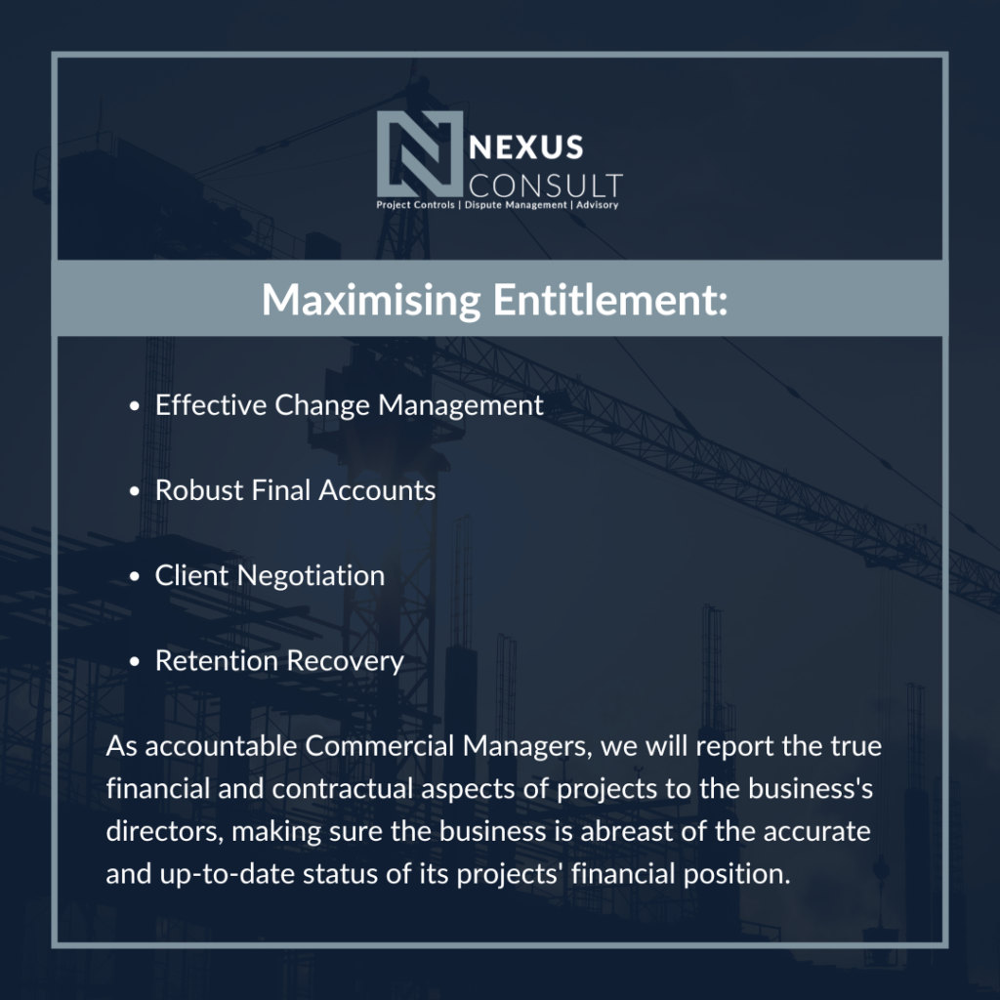 NEXUS
CONSULT
Project Controls | Dispute Management | Advisory
Maximising Entitlement:
• Effective Change Management
• Robust Final Accounts
• Client Negotiation
• Retention Recovery
As accountable Commercial Managers, we will report the true
financial and contractual aspects of projects to the business's
directors, making sure the business is abreast of the accurate
and up-to-date status of its projects' financial position.